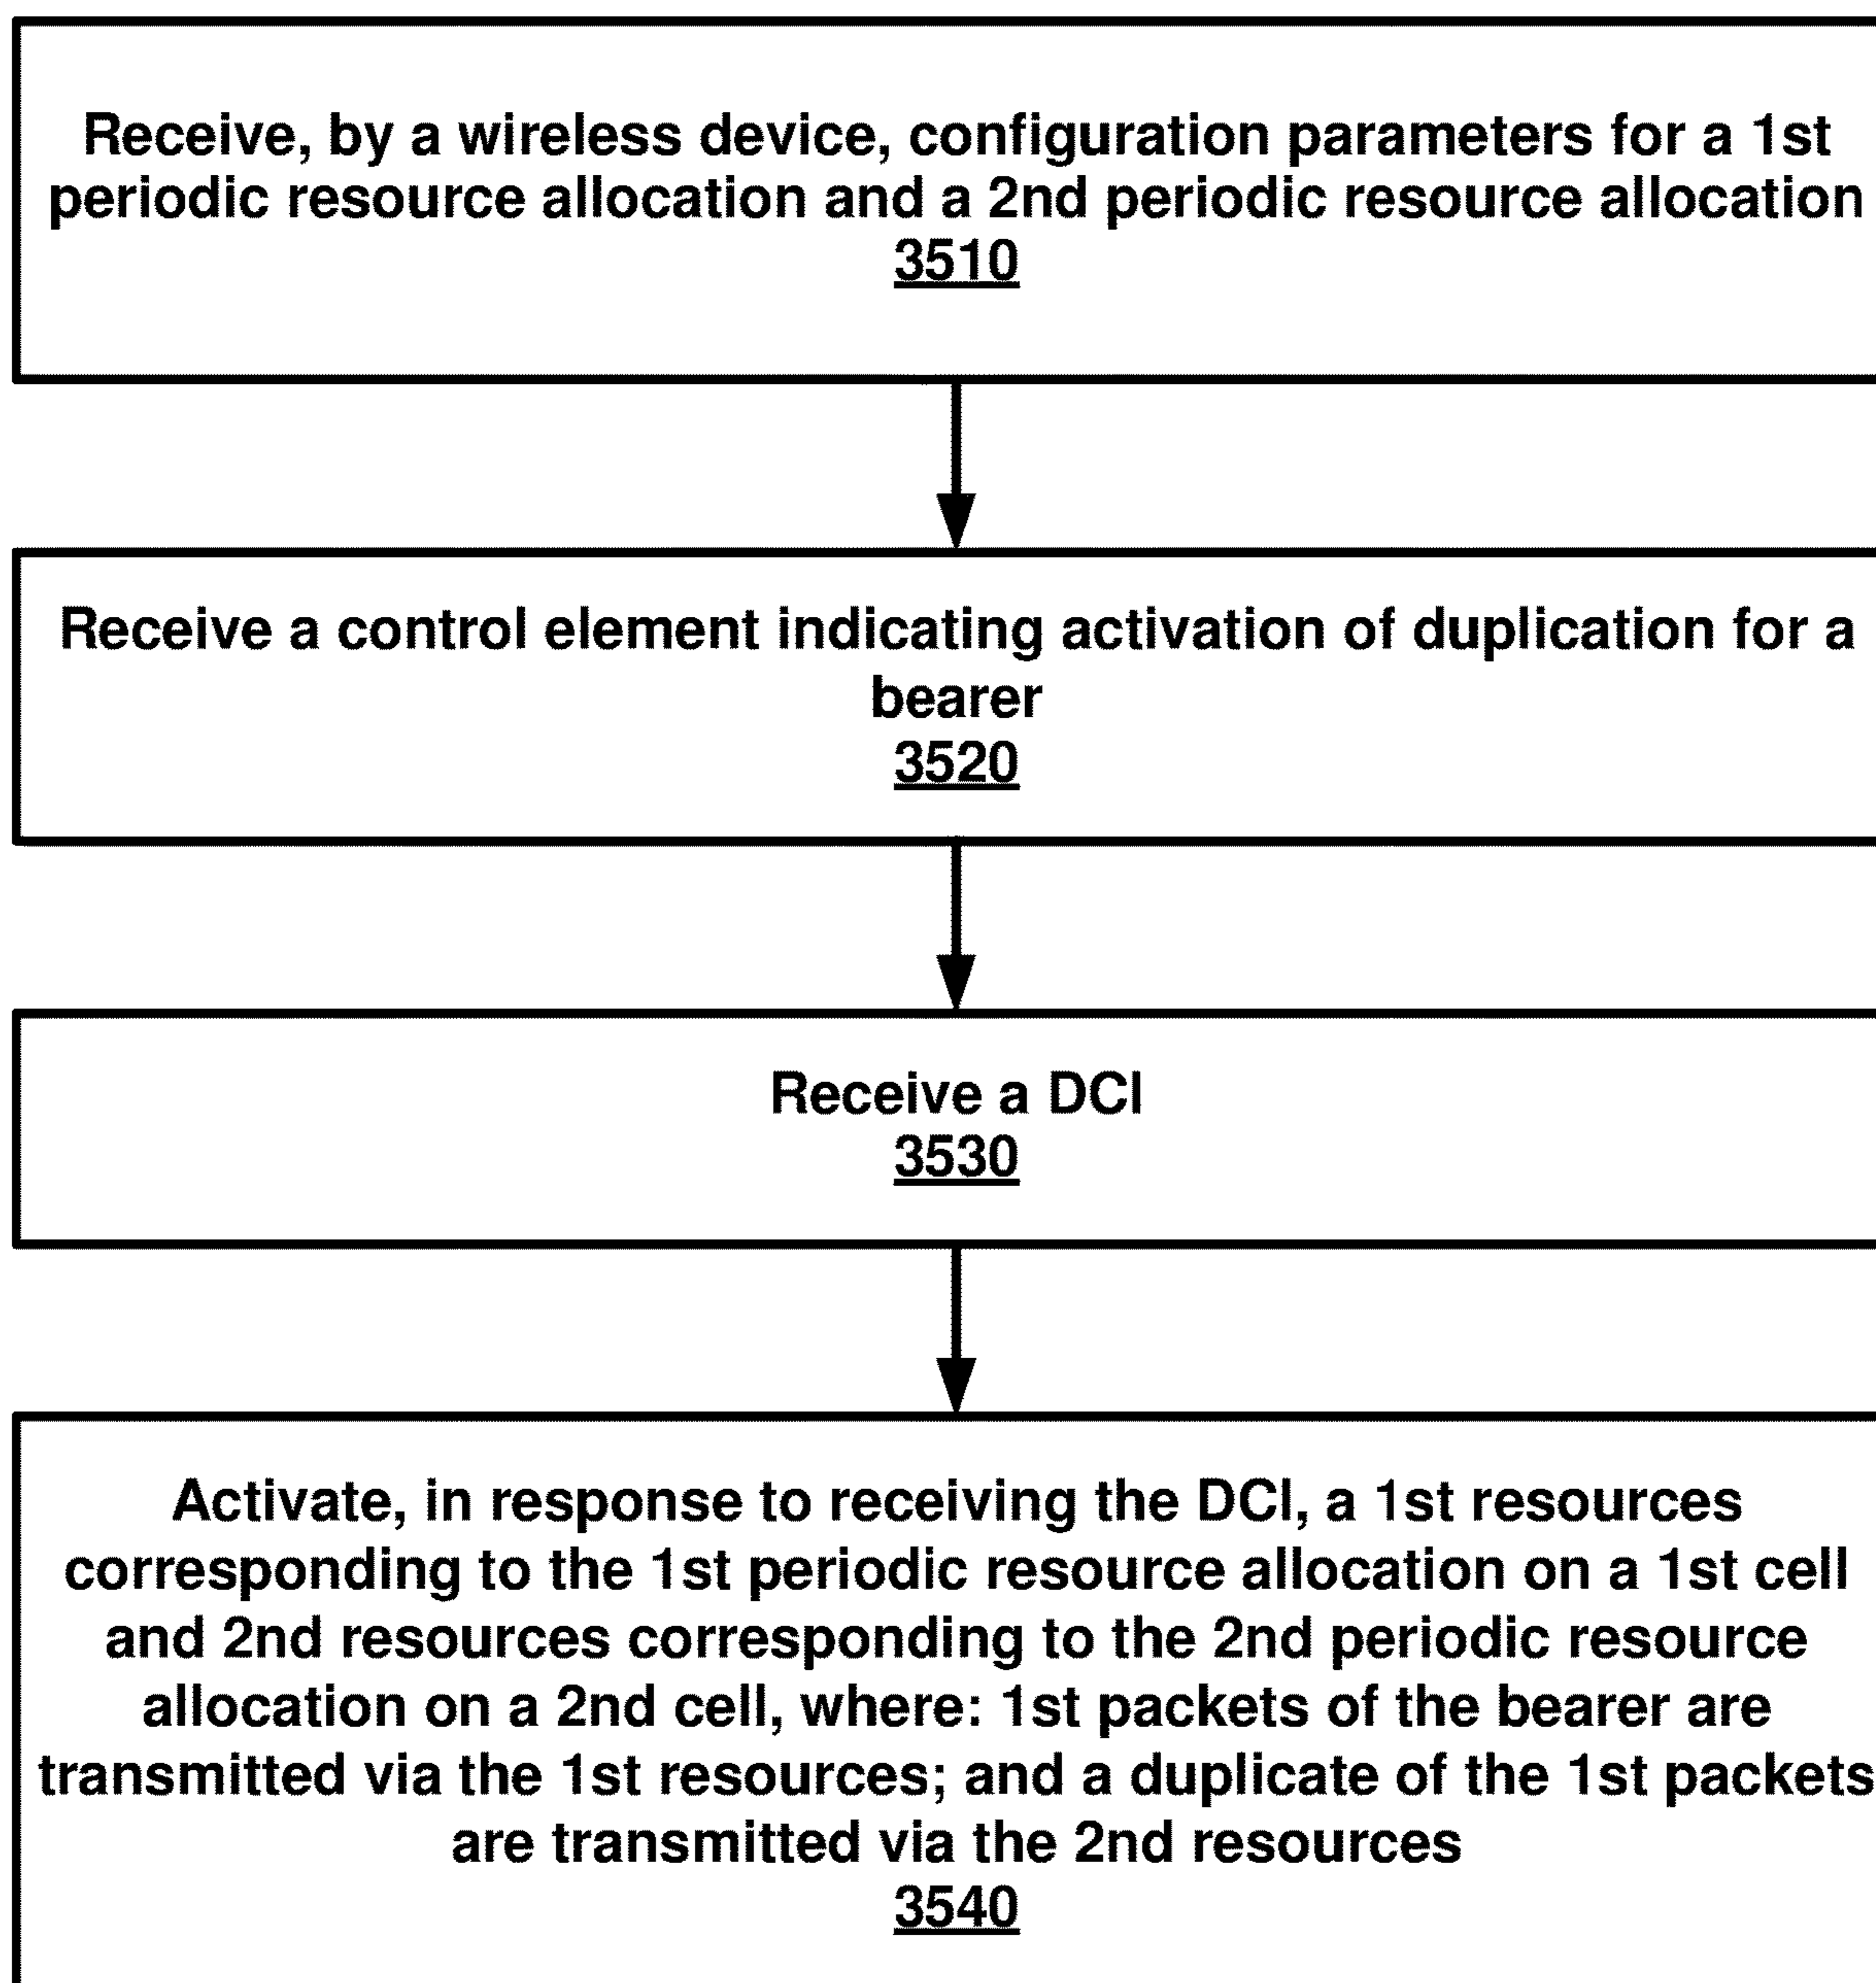 Receive, by a wireless device, configuration parameters for a 1st
periodic resource allocation and a 2nd periodic resource allocation
3510
Receive a control element indicating activation of duplication for a
bearer
3520
Receive a DCI
3530
Activate, in response to receiving the DCI, a 1st resources
corresponding to the 1st periodic resource allocation on a 1st cell
and 2nd resources corresponding to the 2nd periodic resource
allocation on a 2nd cell, where: 1st packets of the bearer are
transmitted via the 1st resources; and a duplicate of the 1st packets
are transmitted via the 2nd resources
3540